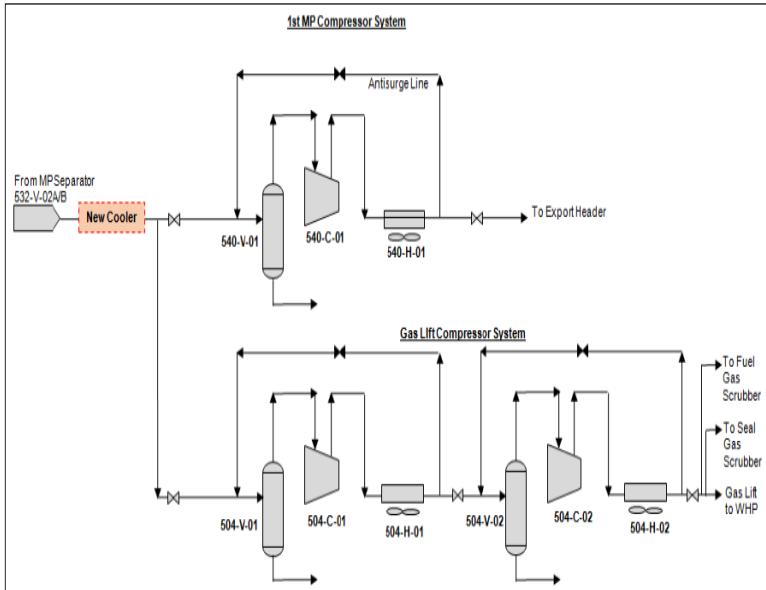 1st MP Compressor System
Antisurge Line
From MP Separator
532-V-02A/B
New Cooler
To Export Header
540-V-01
540-C-01
540-H-01
Gas Lift Compressor System
To Fuel
Gas
Scrubber
To Seal
Gas
Scrubber
Gas Lift
to WHP
504-V-01
504-C-01
504-H-01
504-V-02
504-C-02
504-H-02